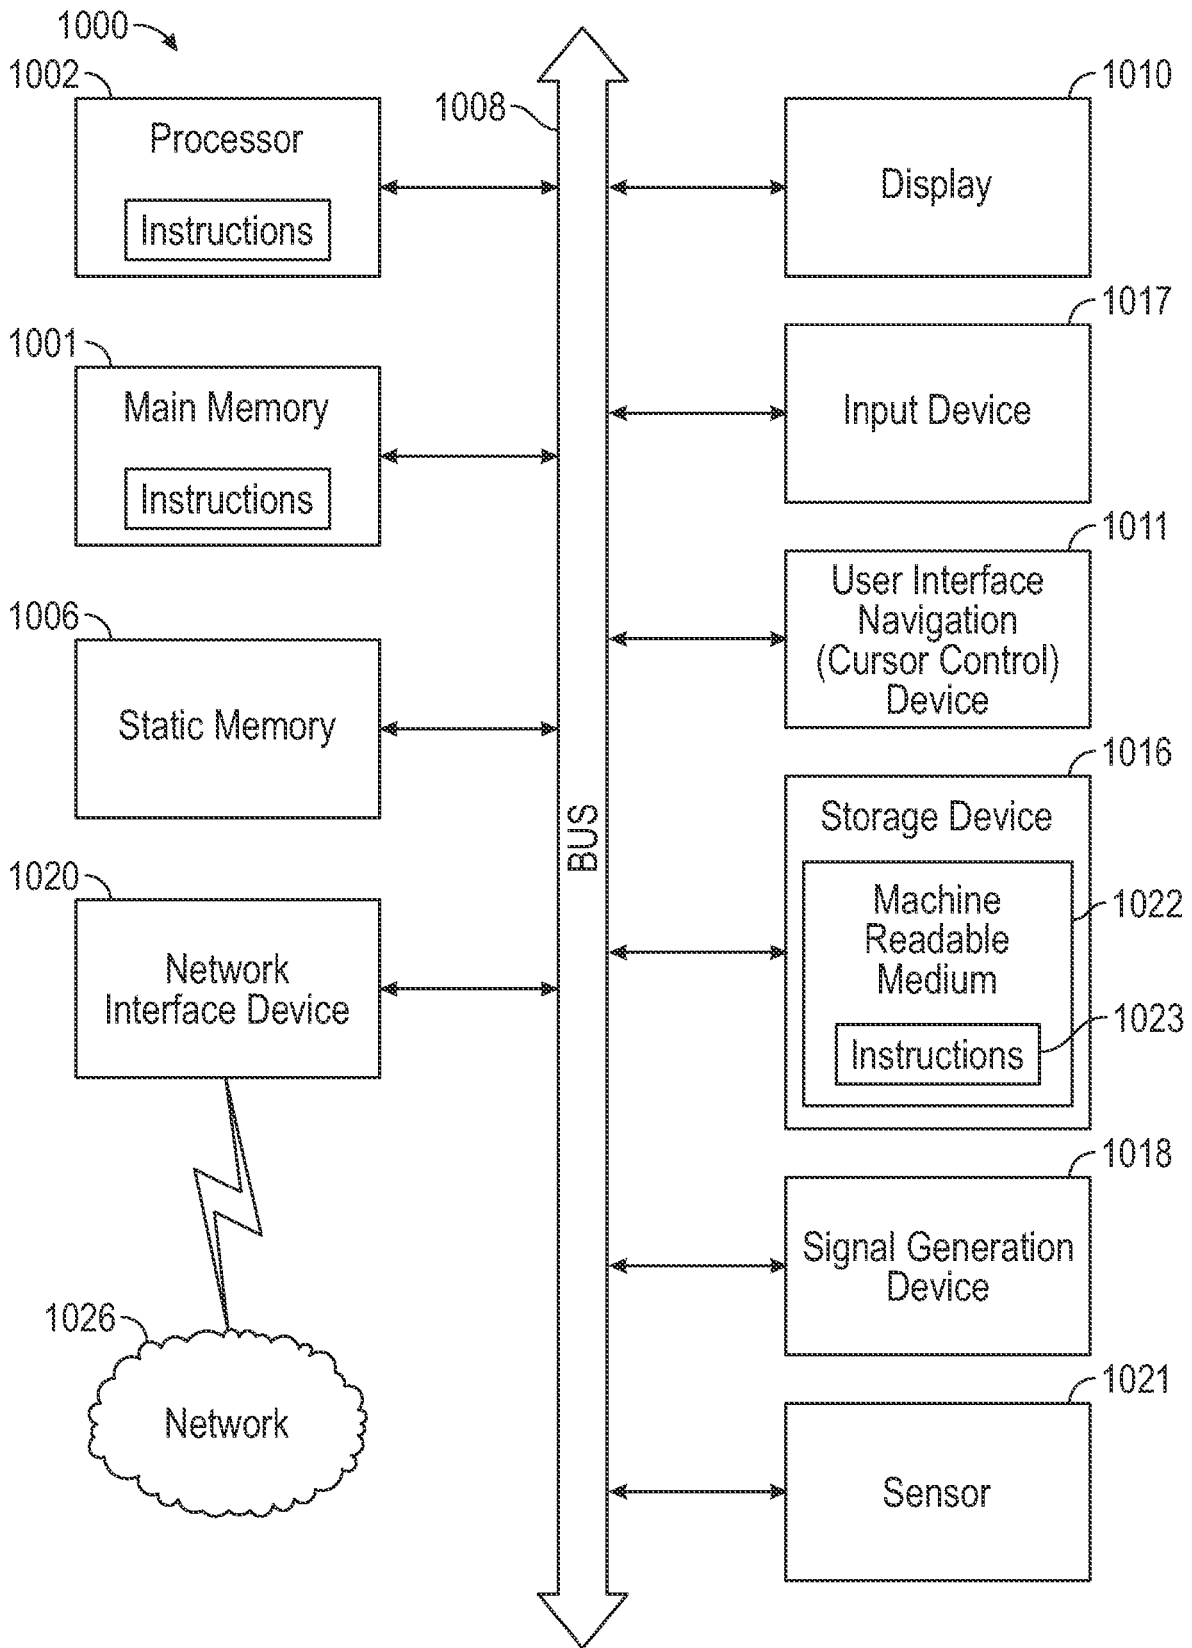 1000
1002
Processor
Instructions
1001
Main Memory
Instructions
1006
Static Memory
1020
Network
Interface Device
1026
Network
1008
BUS
1010
Display
1017
Input Device
1011
User Interface
Navigation
(Cursor Control)
Device
1016
Storage Device
Machine
Readable
Medium
1022
Instructions
1023
1018
Signal Generation
Device
1021
Sensor